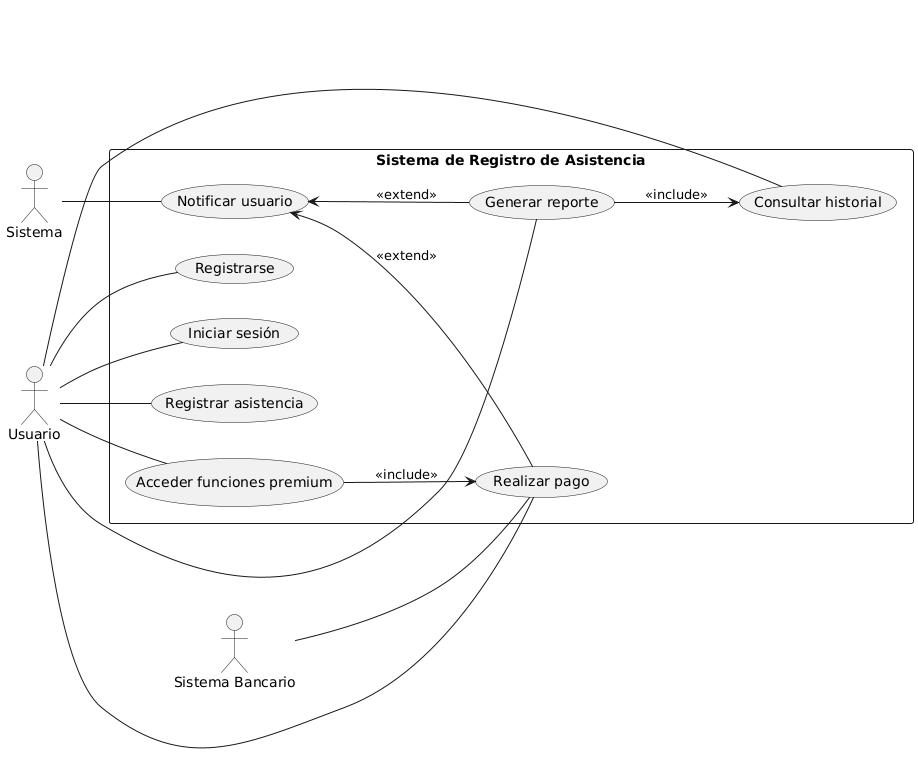 Sistema de Registro de Asistencia
Sistema
Notificar usuario
«extend»
Generar reporte
«include»
Consultar historial
«extend»
Registrarse
Iniciar sesión
Registrar asistencia
Usuario
Acceder funciones premium
«include»
Realizar pago
Sistema Bancario